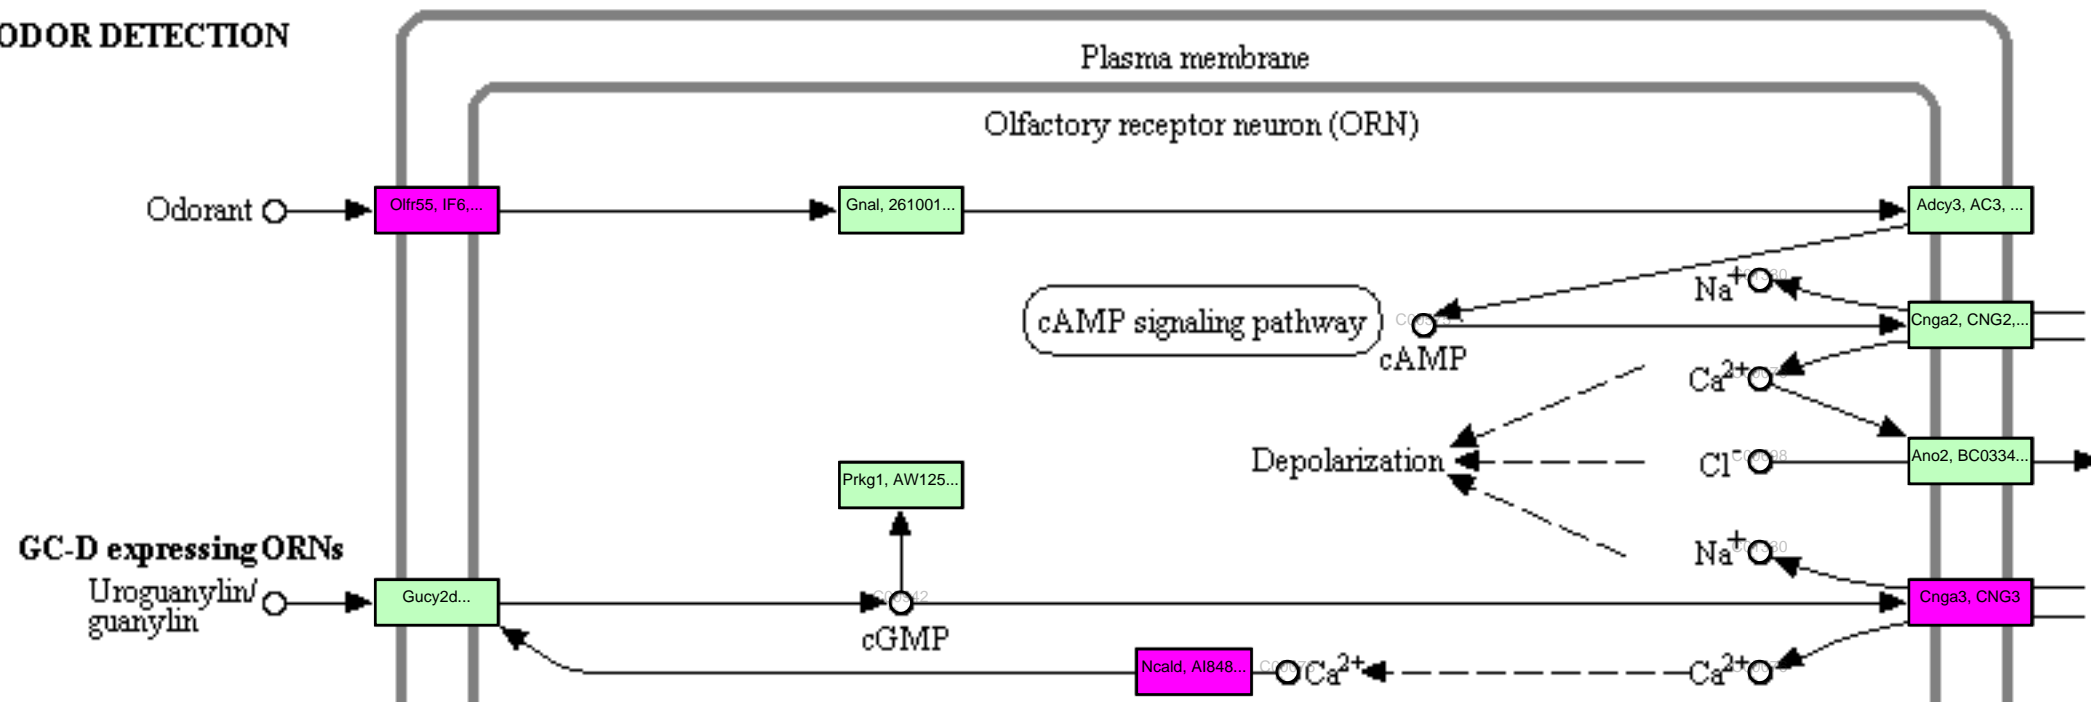 ODOR DETECTION
Plasma membrane
Olfactory receptor neuron (ORN)
Odorant
Olfr55, IF6,...
Gnal, 261001...
Adcy3, AC3, ...
Na+
cAMP signaling pathway
cAMP
Cnga2, CNG2,...
Ca2+
Depolarization
Cl-
Ano2, BC0334...
Prkg1, AW125...
GC-D expressing ORNs
Uroguanylin/
guanylin
Gucy2d...
cGMP
Na+
Cnga3, CNG3
Ncald, AI848...
Ca2+
Ca2+